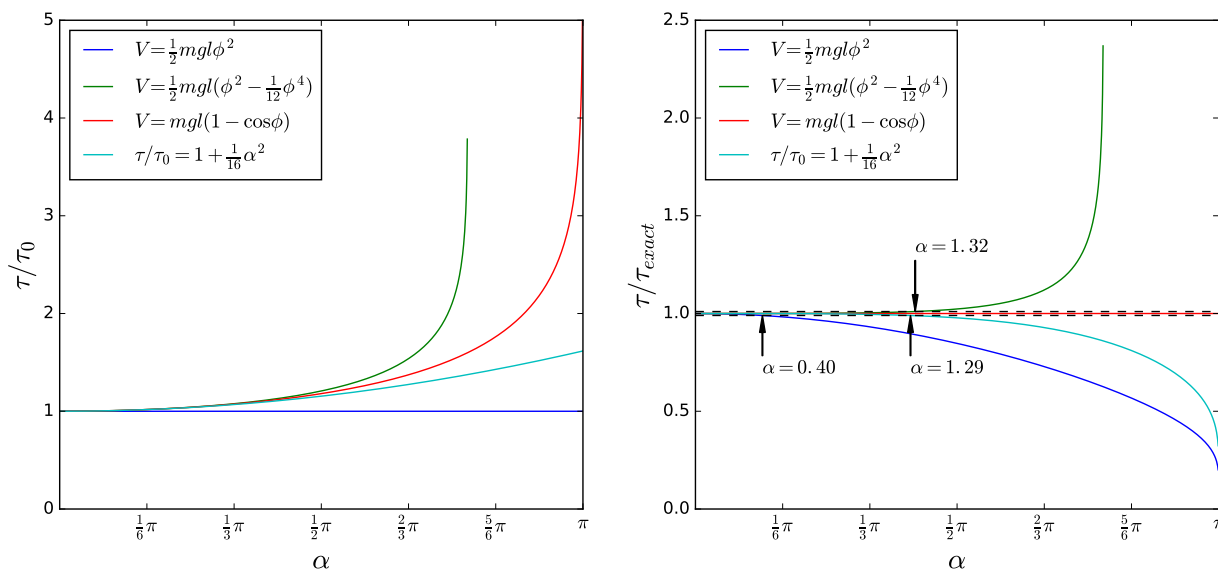 5
4
3
2
1
0
τ/τ₀
V = ½mglϕ²
V = ½mgl(ϕ² − 1/12 ϕ⁴)
V = mgl(1 − cosϕ)
τ/τ₀ = 1 + 1/16 α²
1/6 π
1/3 π
1/2 π
2/3 π
5/6 π
π
α
2.5
2.0
1.5
1.0
0.5
0.0
τ/τ_exact
V = ½mglϕ²
V = ½mgl(ϕ² − 1/12 ϕ⁴)
V = mgl(1 − cosϕ)
τ/τ₀ = 1 + 1/16 α²
α = 1.32
α = 0.40
α = 1.29
1/6 π
1/3 π
1/2 π
2/3 π
5/6 π
π
α